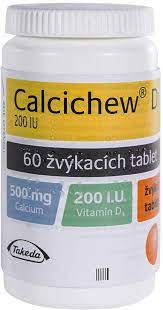 Calcichew® D
200 IU
60 žvýkacích tablet
500 mg
Calcium
200 I.U.
Vitamin D₃
Takeda